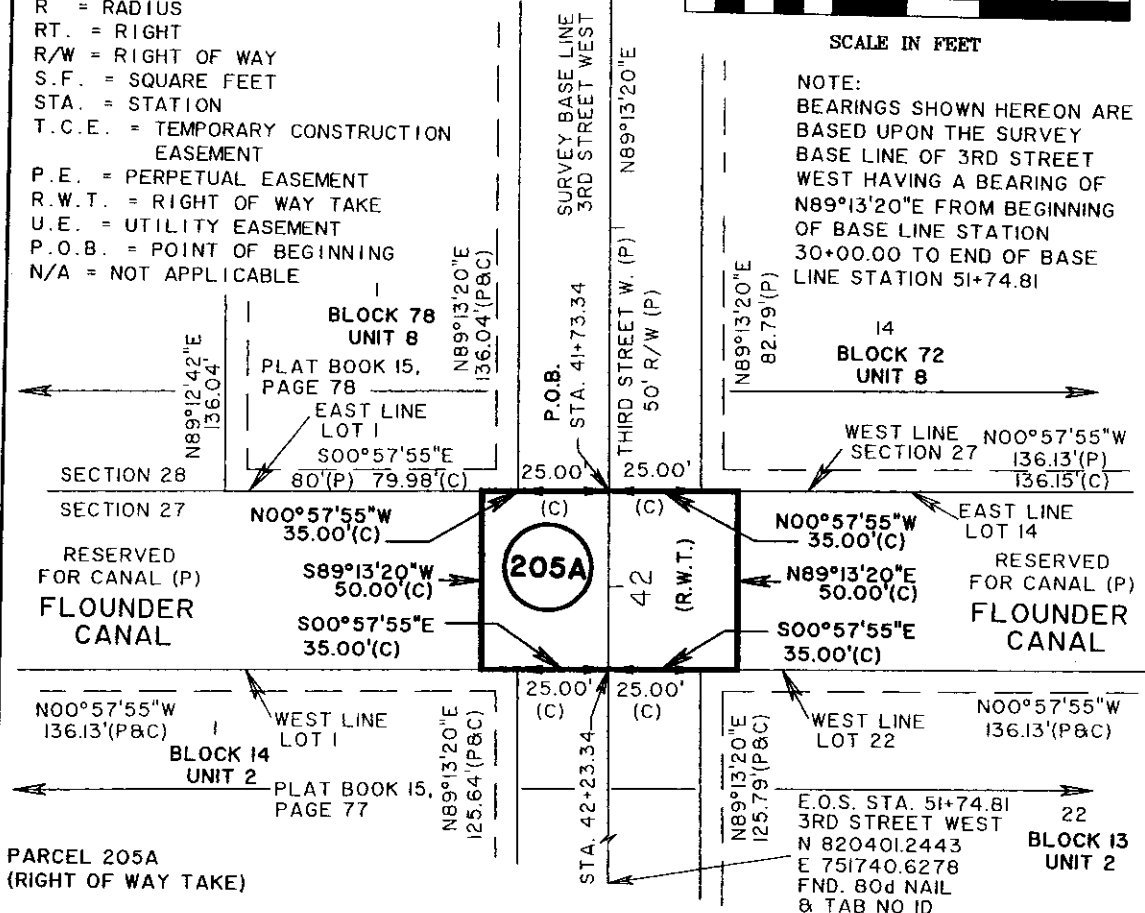 R = RADIUS
RT. = RIGHT
R/W = RIGHT OF WAY
S.F. = SQUARE FEET
STA. = STATION
T.C.E. = TEMPORARY CONSTRUCTION
EASEMENT
P.E. = PERPETUAL EASEMENT
R.W.T. = RIGHT OF WAY TAKE
U.E. = UTILITY EASEMENT
P.O.B. = POINT OF BEGINNING
N/A = NOT APPLICABLE
SURVEY BASE LINE
3RD STREET WEST
N89°13'20"E
SCALE IN FEET
NOTE:
BEARINGS SHOWN HEREON ARE
BASED UPON THE SURVEY
BASE LINE OF 3RD STREET
WEST HAVING A BEARING OF
N89°13'20"E FROM BEGINNING
OF BASE LINE STATION
30+00.00 TO END OF BASE
LINE STATION 51+74.81
N89°12'42"E
136.04'
1
BLOCK 78
UNIT 8
PLAT BOOK 15,
PAGE 78
EAST LINE
LOT 1
S00°57'55"E
80'(P) 79.98'(C)
N89°13'20"E
136.04'(P&C)
P.O.B.
STA. 41+73.34
THIRD STREET W. (P)
50' R/W (P)
N89°13'20"E
82.79'(P)
14
BLOCK 72
UNIT 8
WEST LINE
SECTION 27
N00°57'55"W
136.13'(P)
136.15'(C)
SECTION 28
SECTION 27
25.00'
(C)
25.00'
(C)
EAST LINE
LOT 14
N00°57'55"W
35.00'(C)
N00°57'55"W
35.00'(C)
RESERVED
FOR CANAL (P)
FLOUNDER
CANAL
S89°13'20"W
50.00'(C)
205A
42
(R.W.T.)
N89°13'20"E
50.00'(C)
RESERVED
FOR CANAL (P)
FLOUNDER
CANAL
S00°57'55"E
35.00'(C)
S00°57'55"E
35.00'(C)
25.00'
(C)
25.00'
(C)
N00°57'55"W
136.13'(P&C)
WEST LINE
LOT 1
1
BLOCK 14
UNIT 2
PLAT BOOK 15,
PAGE 77
N89°13'20"E
125.64'(P&C)
STA. 42+23.34
N89°13'20"E
125.79'(P&C)
WEST LINE
LOT 22
N00°57'55"W
136.13'(P&C)
E.O.S. STA. 51+74.81
3RD STREET WEST
N 820401.2443
E 751740.6278
FND. 80d NAIL
& TAB NO ID
22
BLOCK 13
UNIT 2
PARCEL 205A
(RIGHT OF WAY TAKE)